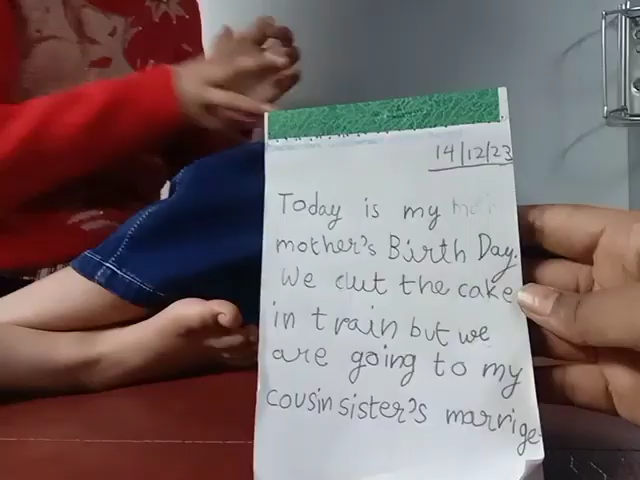 14/12/23
Today is my
mother's Birth Day.
We cut the cake
in train but we
are going to my
cousin sister's marrige